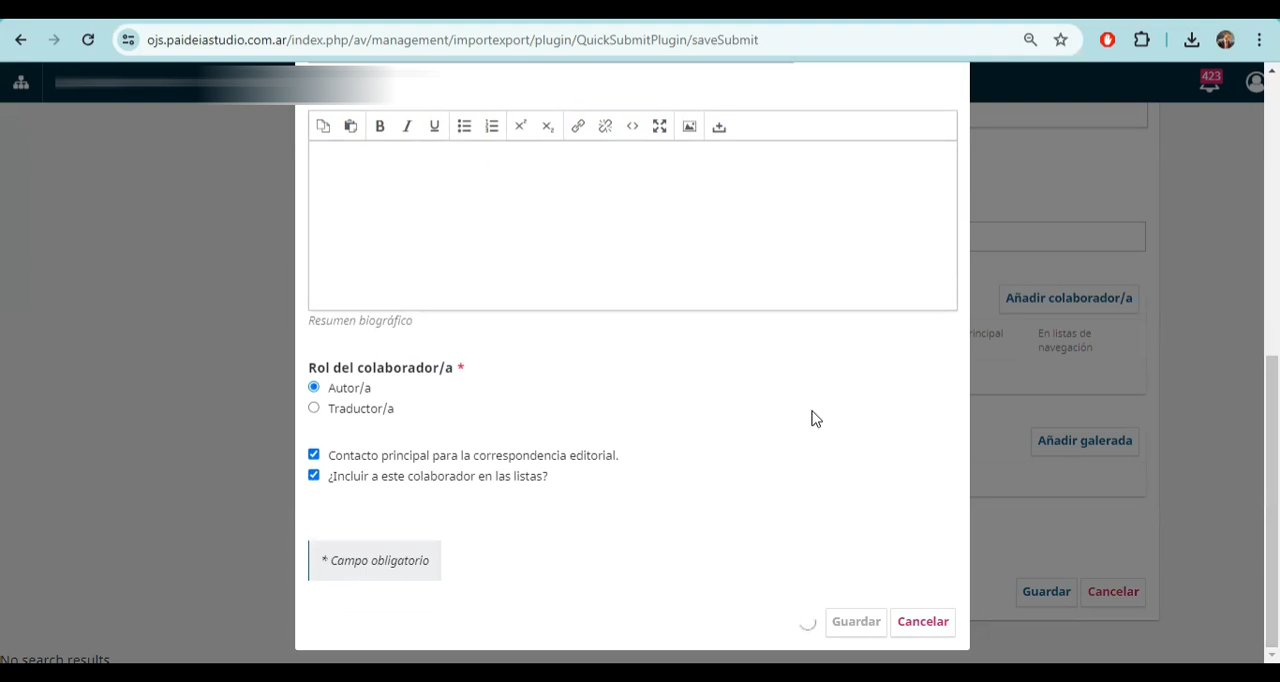 ojs.paideiastudio.com.ar/index.php/av/management/importexport/plugin/QuickSubmitPlugin/saveSubmit
423
B I U
Resumen biográfico
Añadir colaborador/a
rincipal
En listas de
navegación
Rol del colaborador/a *
Autor/a
Traductor/a
Añadir galerada
Contacto principal para la correspondencia editorial.
¿Incluir a este colaborador en las listas?
* Campo obligatorio
Guardar Cancelar
Guardar Cancelar
No search results